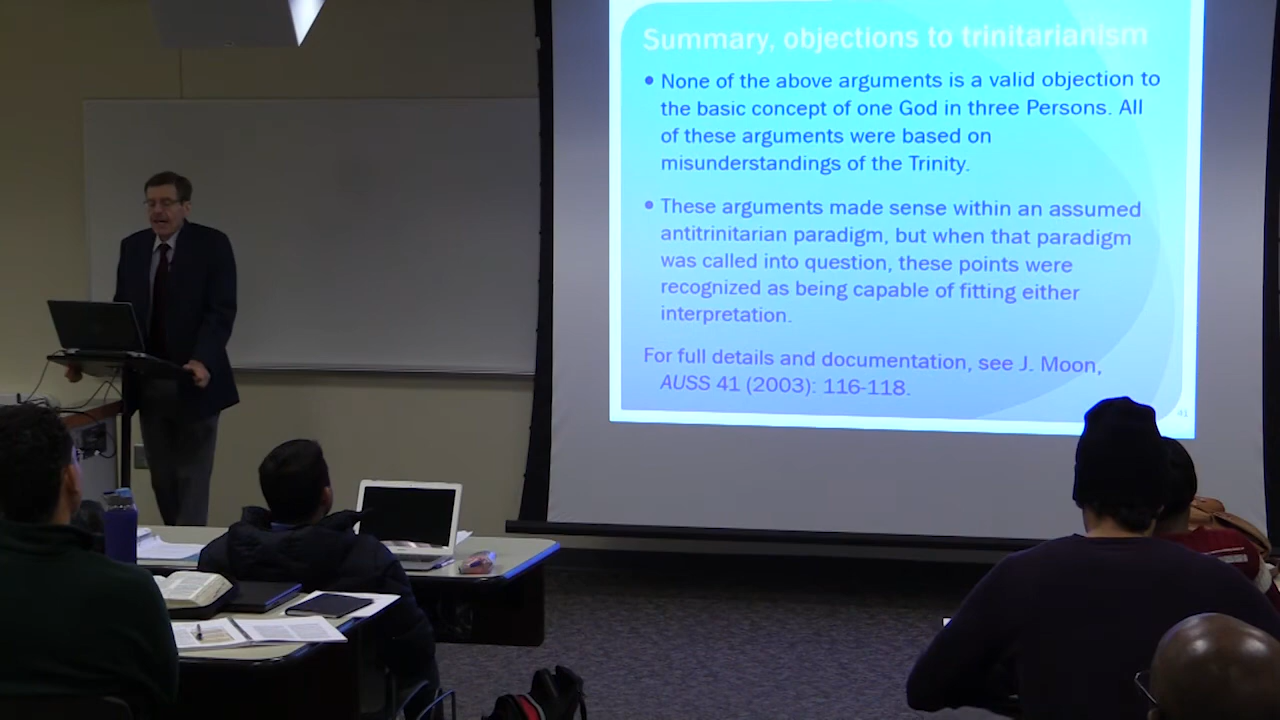 Summary, objections to trinitarianism
• None of the above arguments is a valid objection to
the basic concept of one God in three Persons. All
of these arguments were based on
misunderstandings of the Trinity.
• These arguments made sense within an assumed
antitrinitarian paradigm, but when that paradigm
was called into question, these points were
recognized as being capable of fitting either
interpretation.
For full details and documentation, see J. Moon,
AUSS 41 (2003): 116-118.
41